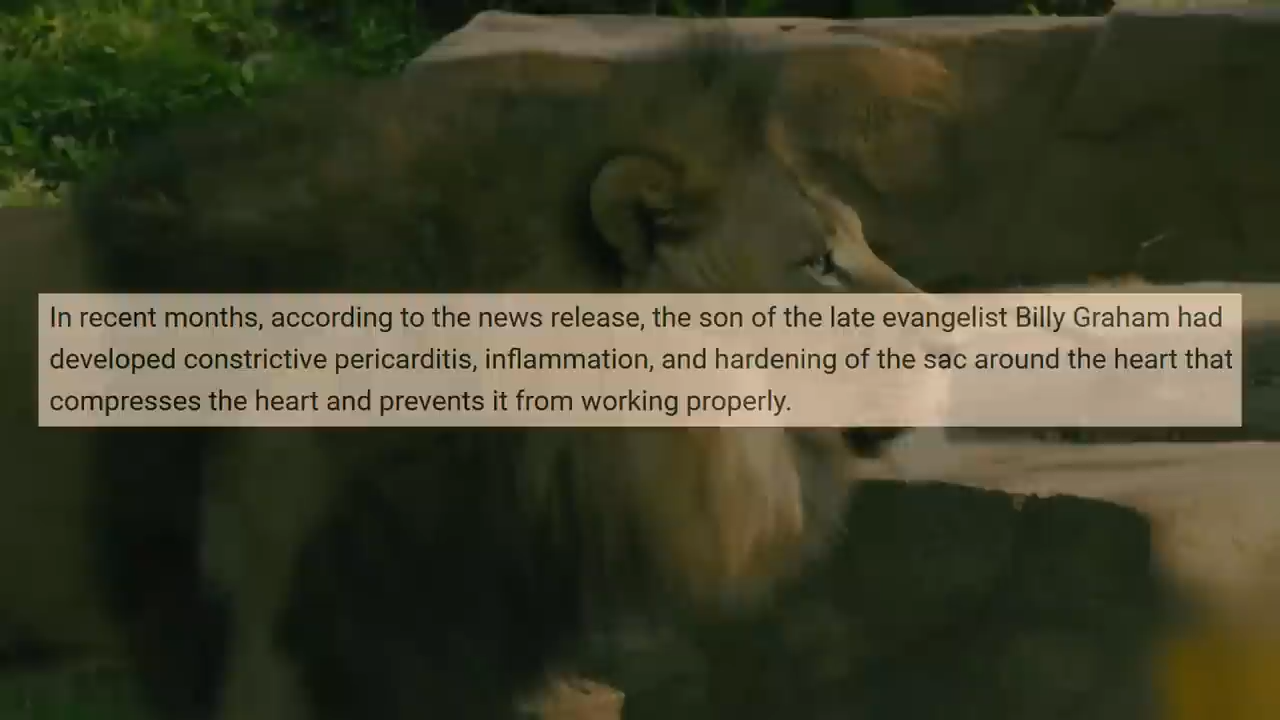 In recent months, according to the news release, the son of the late evangelist Billy Graham had
developed constrictive pericarditis, inflammation, and hardening of the sac around the heart that
compresses the heart and prevents it from working properly.